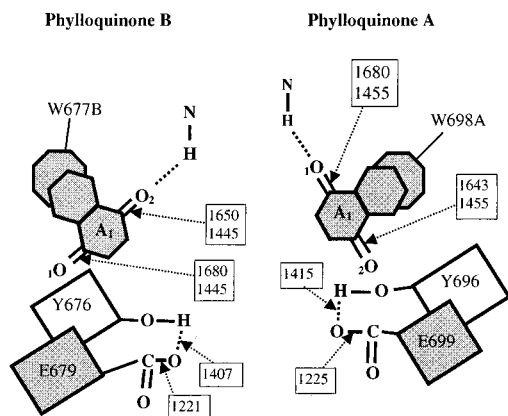 Phylloquinone B
Phylloquinone A
W677B
N
H
O₂
A₁
₁O
1650
1445
1680
1445
Y676
O
H
E679
C
O
O
1407
1221
1680
1455
N
H
₁O
W698A
A₁
1643
1455
₂O
1415
H
O
Y696
O
C
O
E699
1225